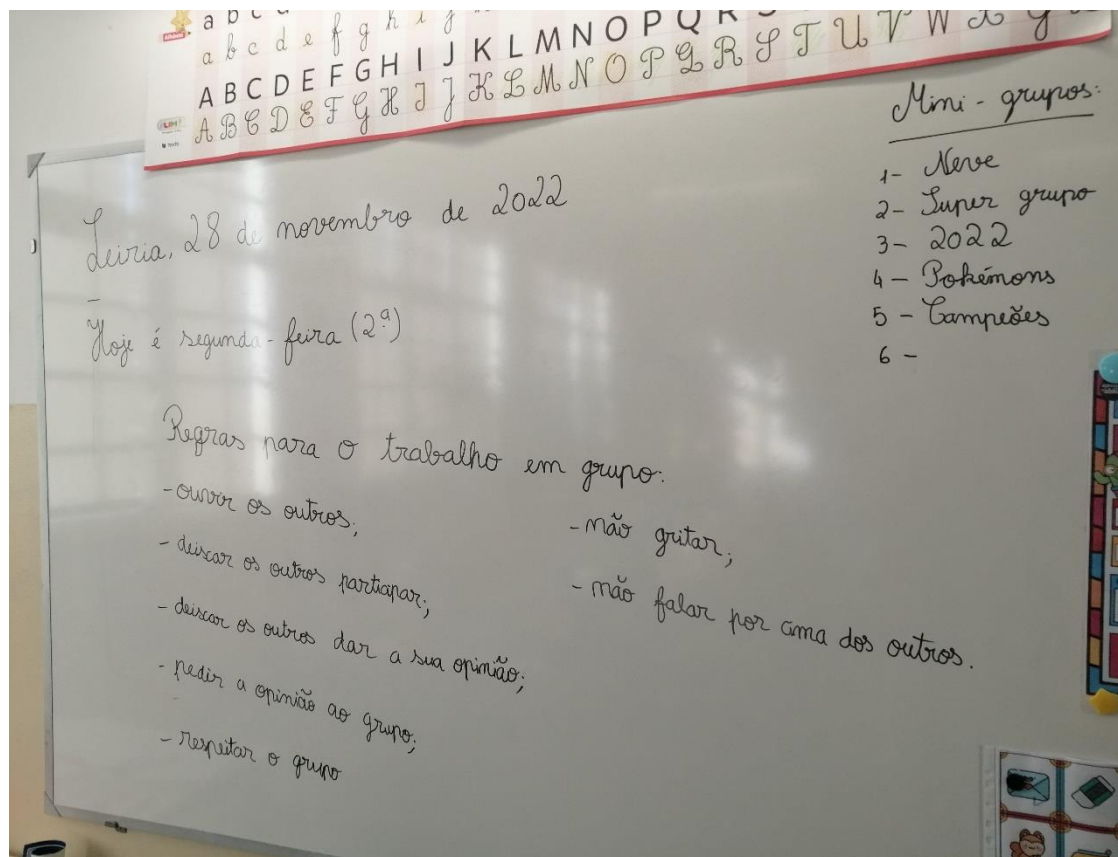 a b c d e f g h i j
A B C D E F G H I J K L M N O P Q R
A B C D E F G H I J K L M N O P Q R S T U V W X Y
Leiria, 28 de novembro de 2022
Hoje é segunda-feira (2ª)
Regras para o trabalho em grupo:
- ouvir os outros;
- deixar os outros participar;
- deixar os outros dar a sua opinião;
- pedir a opinião ao grupo;
- respeitar o grupo
- não gritar;
- não falar por cima dos outros.
Mini-grupos:
1- Neve
2- Super grupo
3- 2022
4- Pokémons
5- Campeões
6-